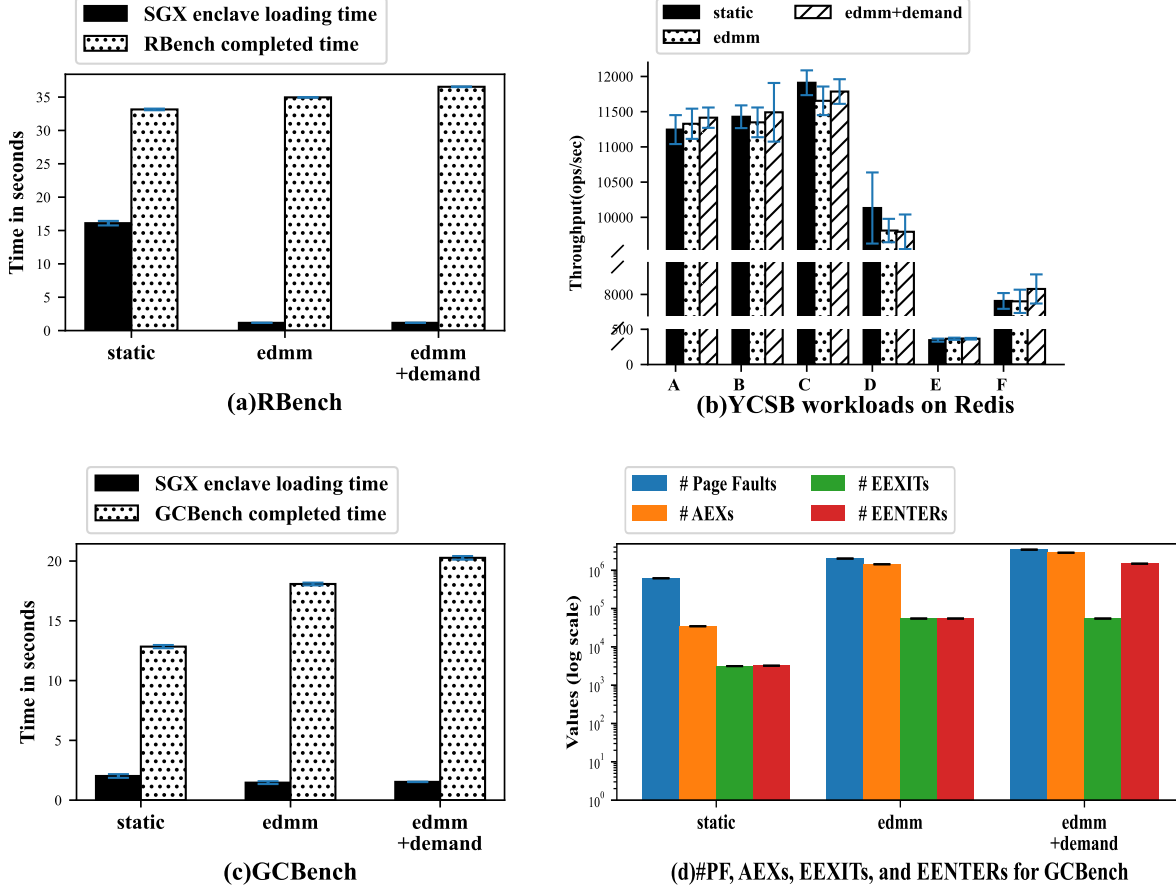 SGX enclave loading time
RBench completed time
Time in seconds
35
30
25
20
15
10
5
0
static
edmm
edmm
+demand
(a)RBench
static
edmm
edmm+demand
Throughput(ops/sec)
12000
11500
11000
10500
10000
8000
500
0
A
B
C
D
E
F
(b)YCSB workloads on Redis
SGX enclave loading time
GCBench completed time
Time in seconds
20
15
10
5
0
static
edmm
edmm
+demand
(c)GCBench
# Page Faults
# AEXs
# EEXITs
# EENTERs
Values (log scale)
10⁶
10⁵
10⁴
10³
10²
10¹
10⁰
static
edmm
edmm
+demand
(d)#PF, AEXs, EEXITs, and EENTERs for GCBench